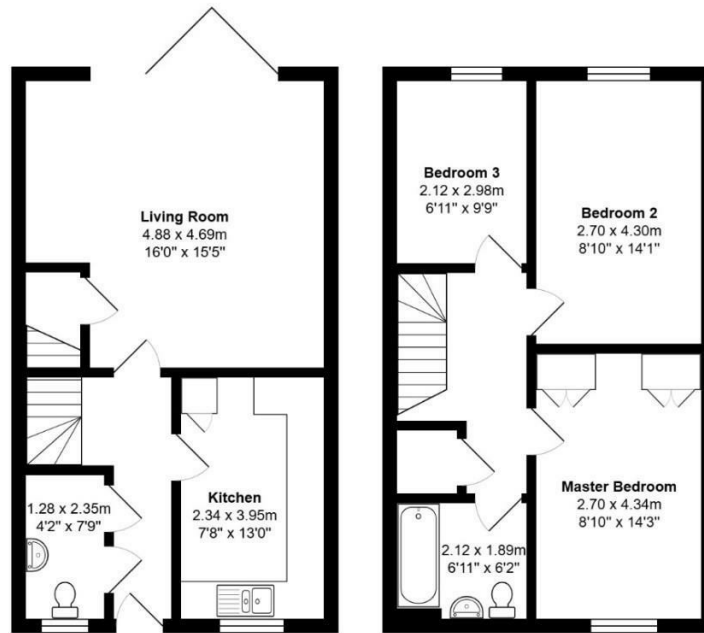 Living Room
4.88 x 4.69m
16'0" x 15'5"
1.28 x 2.35m
4'2" x 7'9"
Kitchen
2.34 x 3.95m
7'8" x 13'0"
Bedroom 3
2.12 x 2.98m
6'11" x 9'9"
Bedroom 2
2.70 x 4.30m
8'10" x 14'1"
Master Bedroom
2.70 x 4.34m
8'10" x 14'3"
2.12 x 1.89m
6'11" x 6'2"